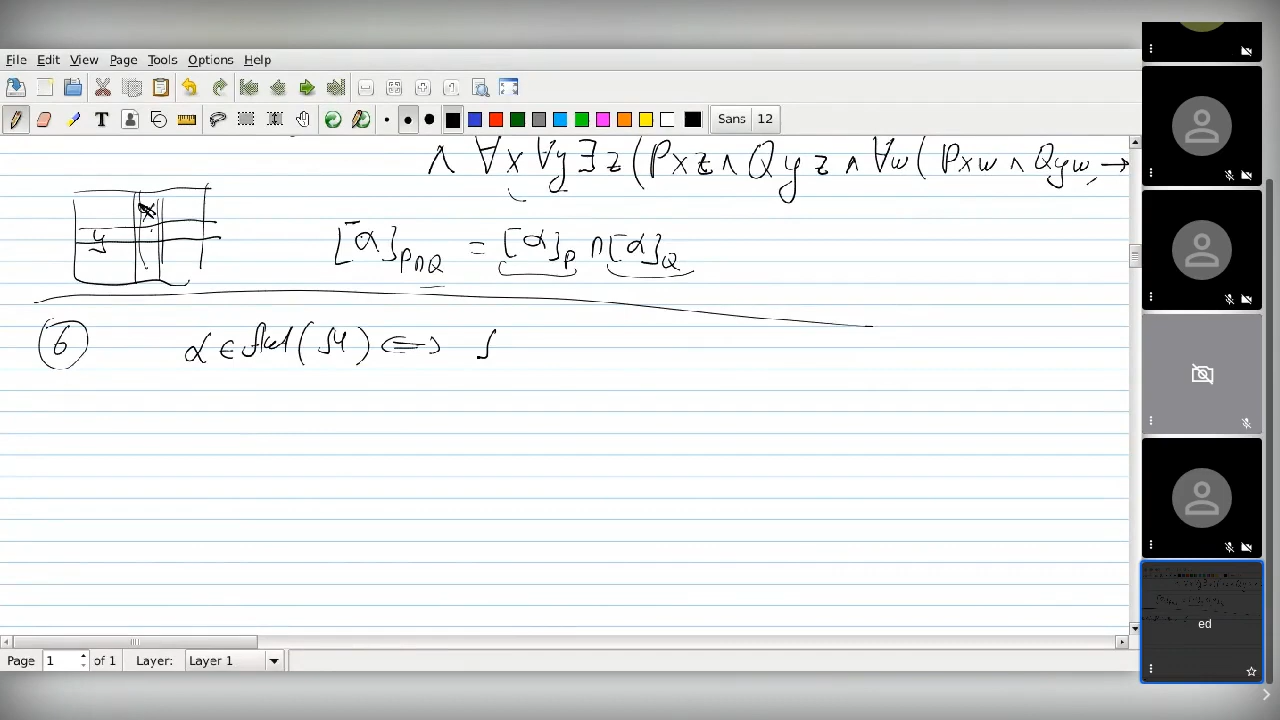 File Edit View Page Tools Options Help
Sans 12
∧ ∀x ∀y ∃z (Pxz ∧ Qyz ∧ ∀w (Pxw ∧ Qyw →
x
y
[α]P∩Q = [α]P ∩ [α]Q
6 α ∈ ( ) ⟺
ed
Page 1 of 1 Layer: Layer 1